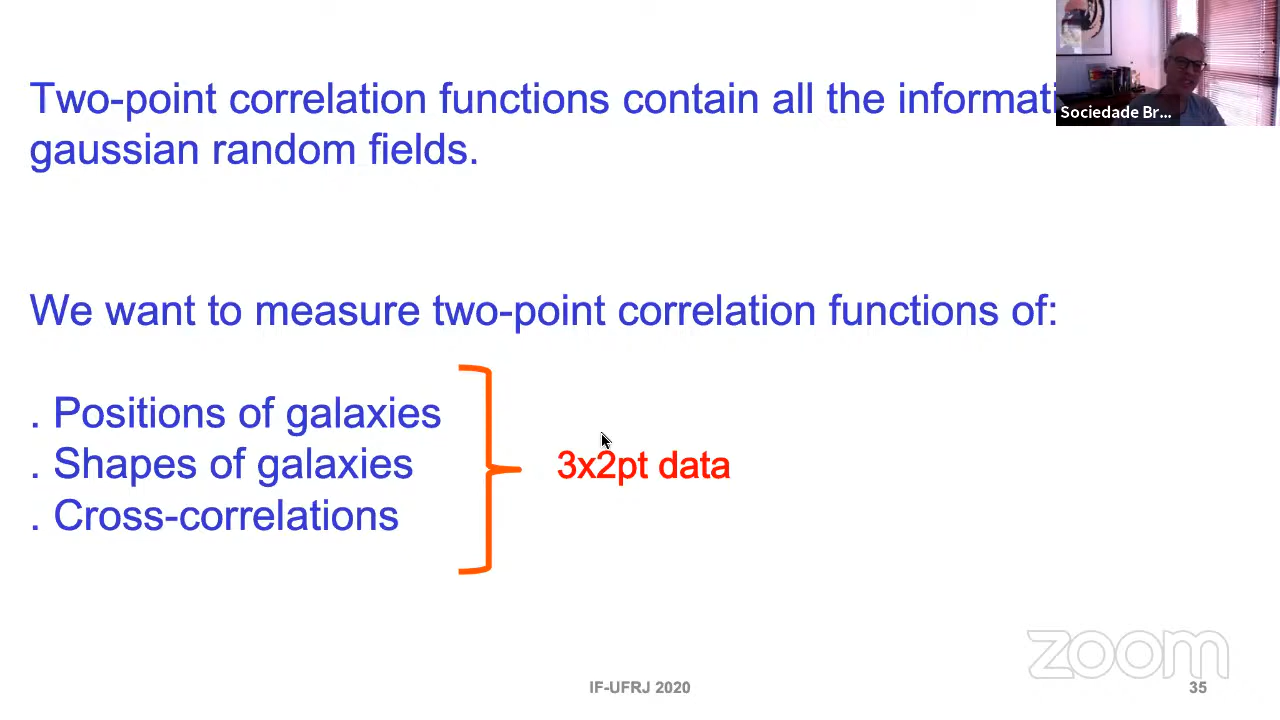 Two-point correlation functions contain all the informati
gaussian random fields.
Sociedade Br...
We want to measure two-point correlation functions of:
. Positions of galaxies
. Shapes of galaxies
. Cross-correlations
3x2pt data
zoom
IF-UFRJ 2020
35